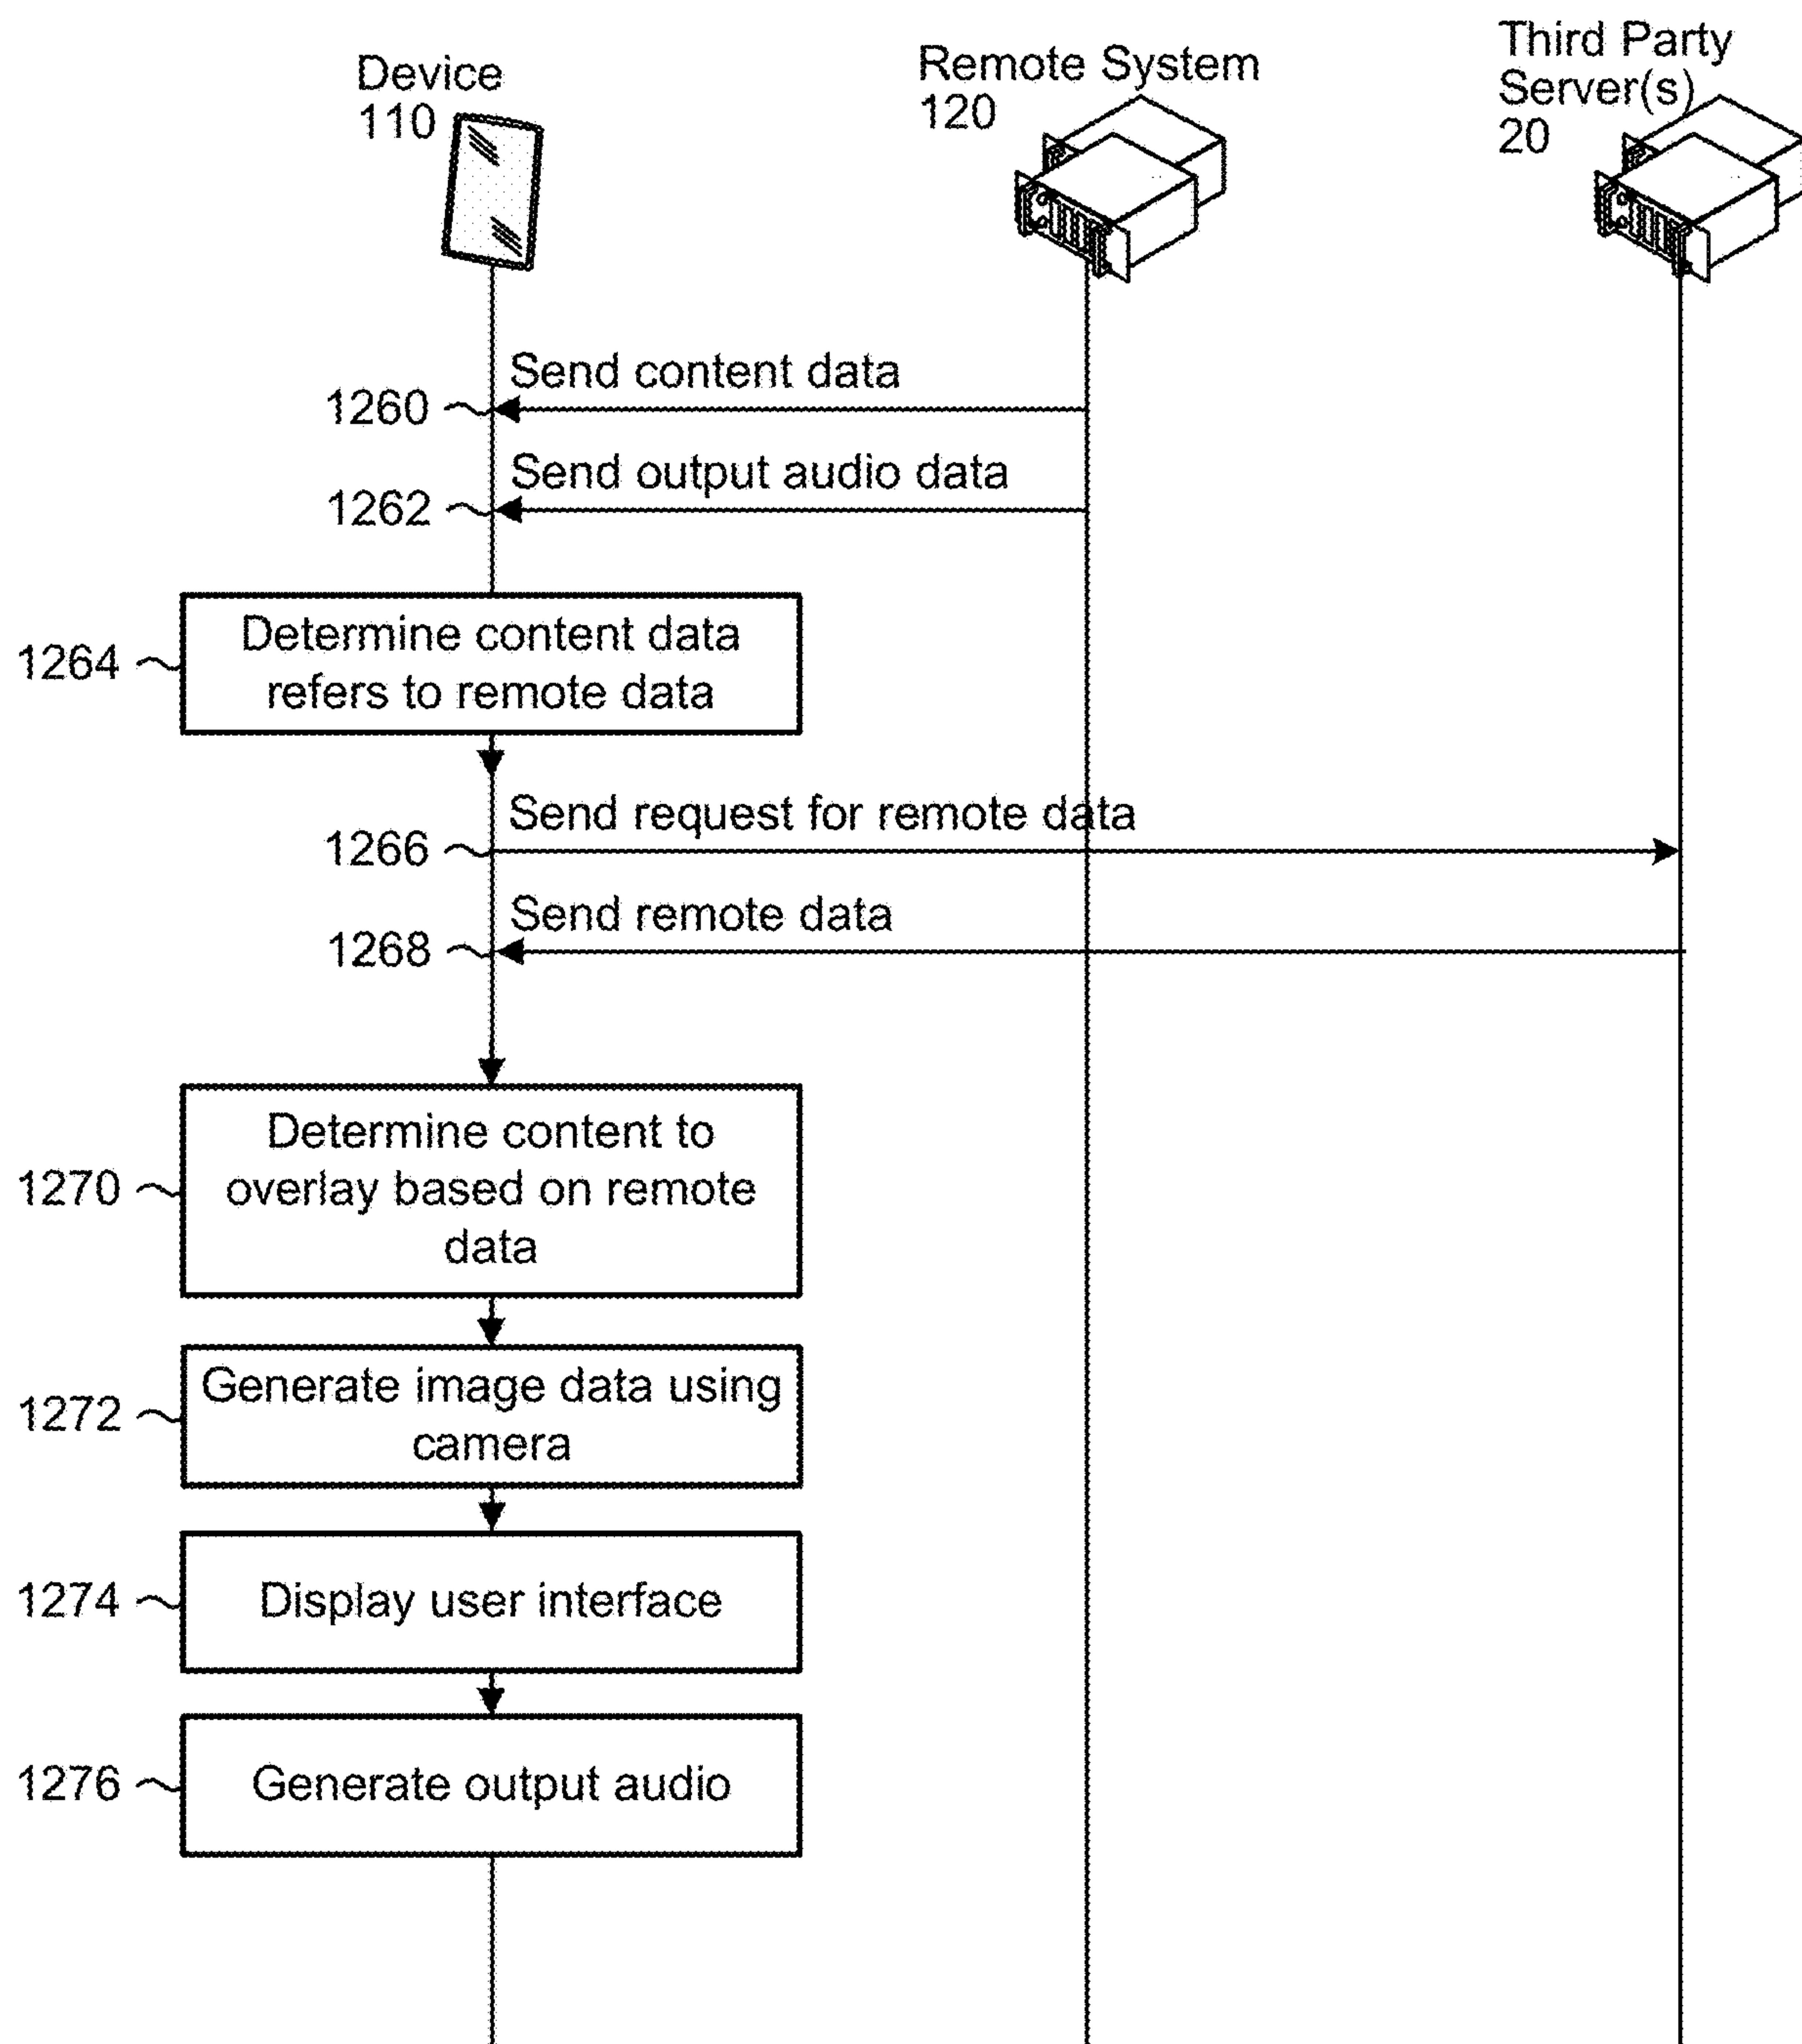 Device
110
Remote System
120
Third Party
Server(s)
20
Send content data
1260
Send output audio data
1262
Determine content data
refers to remote data
1264
Send request for remote data
1266
Send remote data
1268
Determine content to
overlay based on remote
data
1270
Generate image data using
camera
1272
Display user interface
1274
Generate output audio
1276